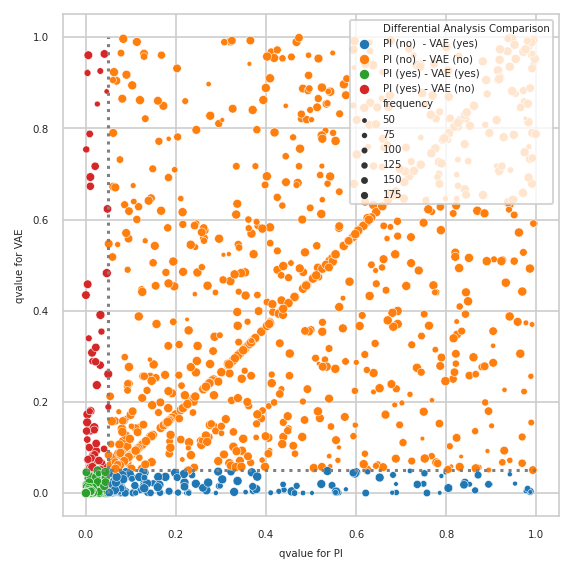 Differential Analysis Comparison
PI (no) - VAE (yes)
PI (no) - VAE (no)
PI (yes) - VAE (yes)
PI (yes) - VAE (no)
frequency
50
75
100
125
150
175
1.0
0.8
0.6
0.4
0.2
0.0
qvalue for VAE
0.0 0.2 0.4 0.6 0.8 1.0
qvalue for PI